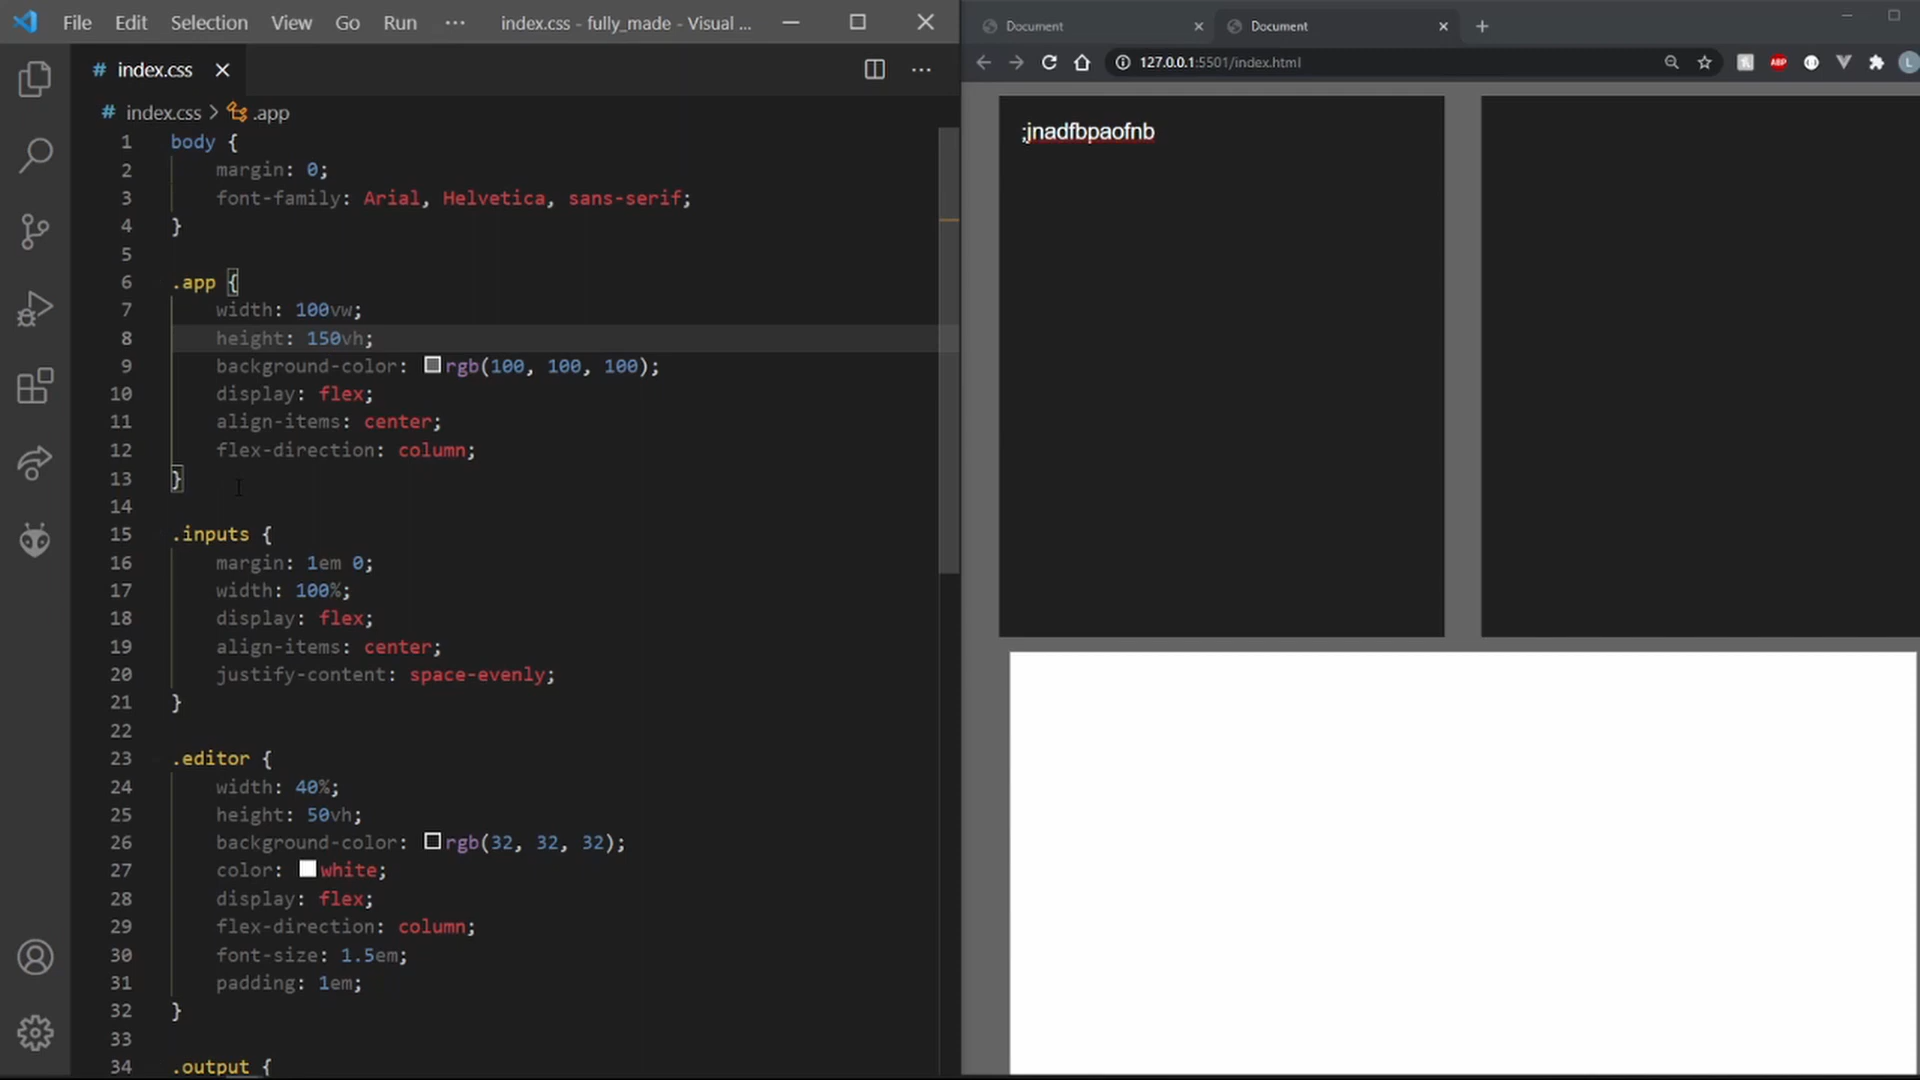 File Edit Selection View Go Run ··· index.css - fully_made - Visual ...
# index.css
# index.css > .app
1 body {
2 margin: 0;
3 font-family: Arial, Helvetica, sans-serif;
4 }
5
6 .app {
7 width: 100vw;
8 height: 150vh;
9 background-color: rgb(100, 100, 100);
10 display: flex;
11 align-items: center;
12 flex-direction: column;
13 }
14
15 .inputs {
16 margin: 1em 0;
17 width: 100%;
18 display: flex;
19 align-items: center;
20 justify-content: space-evenly;
21 }
22
23 .editor {
24 width: 40%;
25 height: 50vh;
26 background-color: rgb(32, 32, 32);
27 color: white;
28 display: flex;
29 flex-direction: column;
30 font-size: 1.5em;
31 padding: 1em;
32 }
33
34 .output {
Document Document
127.0.0.1:5501/index.html ABP L
;jnadfbpaofnb